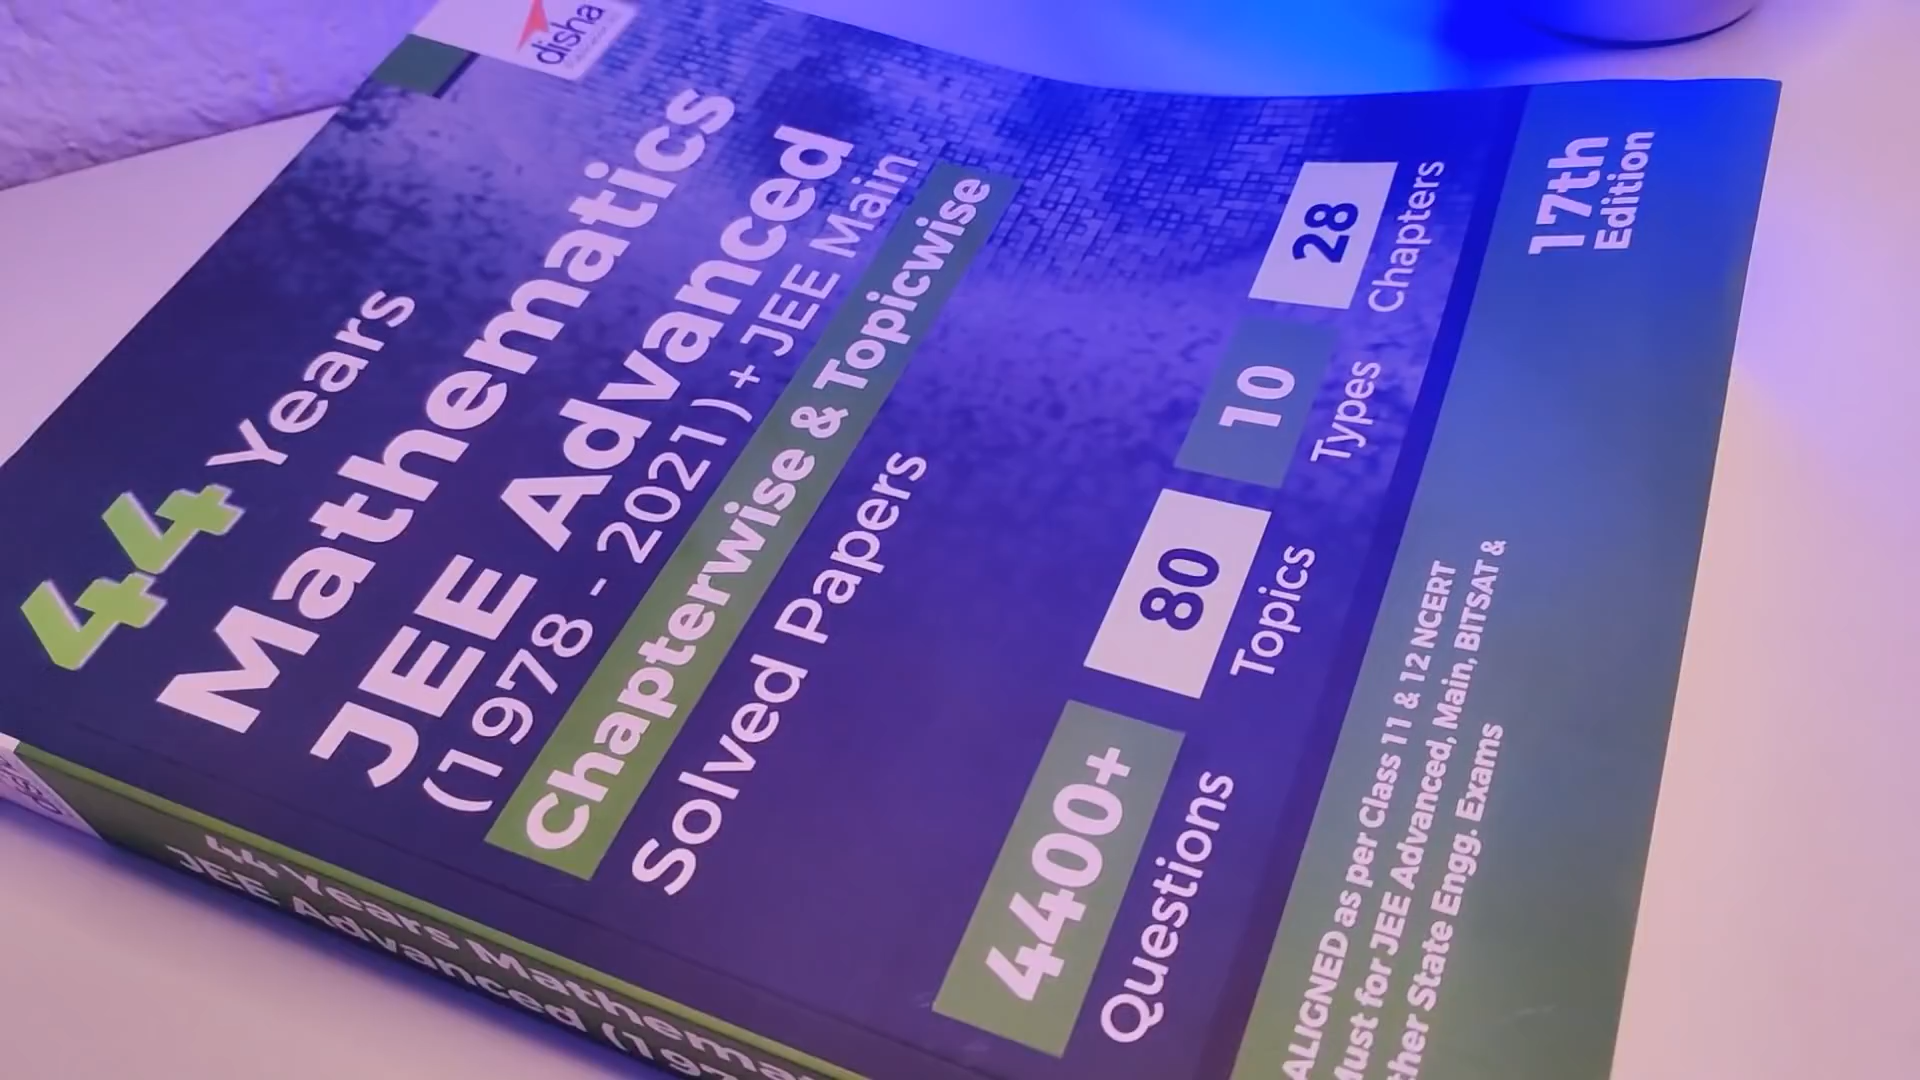 disha
44 Years
Mathematics
JEE Advanced
(1978 - 2021) + JEE Main
Chapterwise & Topicwise
Solved Papers
4400+
Questions
80
Topics
10
Types
28
Chapters
17th
Edition
ALIGNED as per Class 11 & 12 NCERT
Must for JEE Advanced, Main, BITSAT &
ther State Engg. Exams
44 Years Mathema
JEE Advanced (197